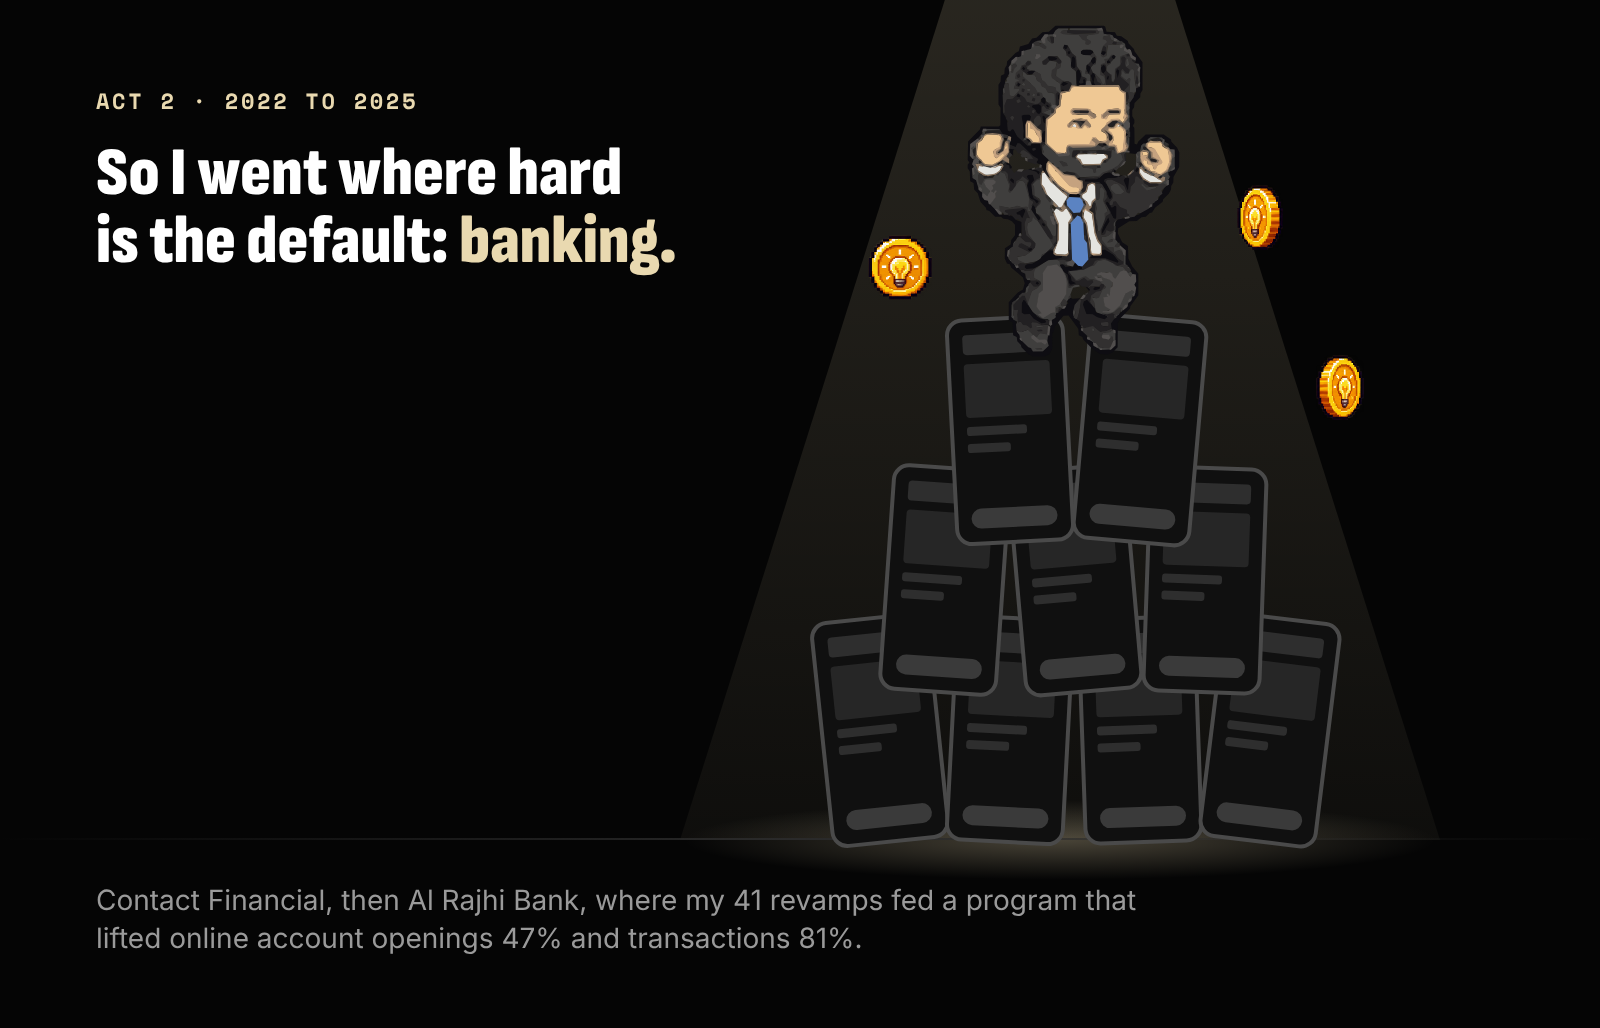 ACT 2 · 2022 TO 2025
So I went where hard
is the default: banking.
Contact Financial, then Al Rajhi Bank, where my 41 revamps fed a program that
lifted online account openings 47% and transactions 81%.